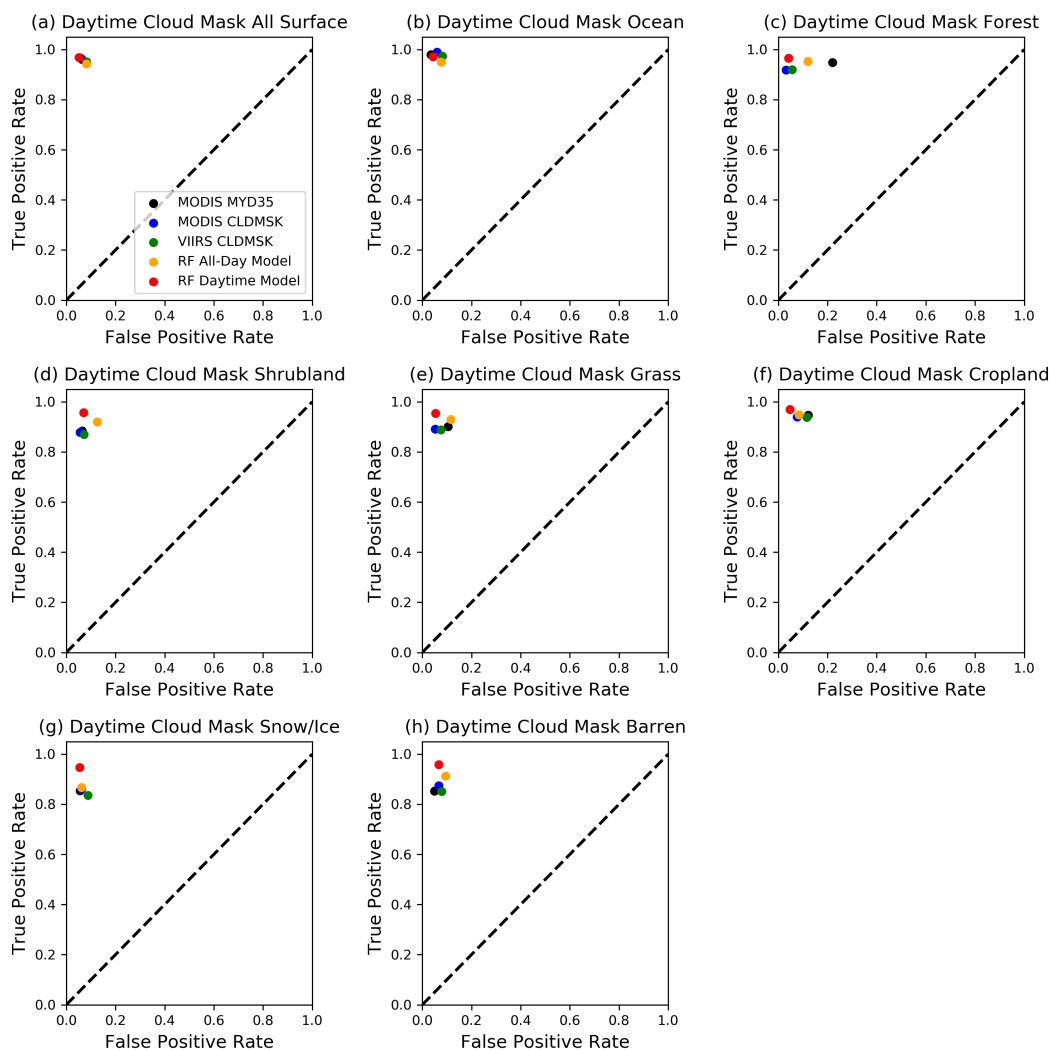 (a) Daytime Cloud Mask All Surface
True Positive Rate
1.0
0.8
0.6
0.4
0.2
0.0
MODIS MYD35
MODIS CLDMSK
VIIRS CLDMSK
RF All-Day Model
RF Daytime Model
0.0 0.2 0.4 0.6 0.8 1.0
False Positive Rate
(b) Daytime Cloud Mask Ocean
True Positive Rate
1.0
0.8
0.6
0.4
0.2
0.0
0.0 0.2 0.4 0.6 0.8 1.0
False Positive Rate
(c) Daytime Cloud Mask Forest
True Positive Rate
1.0
0.8
0.6
0.4
0.2
0.0
0.0 0.2 0.4 0.6 0.8 1.0
False Positive Rate
(d) Daytime Cloud Mask Shrubland
True Positive Rate
1.0
0.8
0.6
0.4
0.2
0.0
0.0 0.2 0.4 0.6 0.8 1.0
False Positive Rate
(e) Daytime Cloud Mask Grass
True Positive Rate
1.0
0.8
0.6
0.4
0.2
0.0
0.0 0.2 0.4 0.6 0.8 1.0
False Positive Rate
(f) Daytime Cloud Mask Cropland
True Positive Rate
1.0
0.8
0.6
0.4
0.2
0.0
0.0 0.2 0.4 0.6 0.8 1.0
False Positive Rate
(g) Daytime Cloud Mask Snow/Ice
True Positive Rate
1.0
0.8
0.6
0.4
0.2
0.0
0.0 0.2 0.4 0.6 0.8 1.0
False Positive Rate
(h) Daytime Cloud Mask Barren
True Positive Rate
1.0
0.8
0.6
0.4
0.2
0.0
0.0 0.2 0.4 0.6 0.8 1.0
False Positive Rate